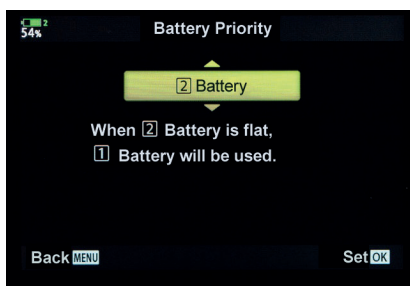 2
54%
Battery Priority
2 Battery
When 2 Battery is flat,
1 Battery will be used.
Back MENU
Set OK